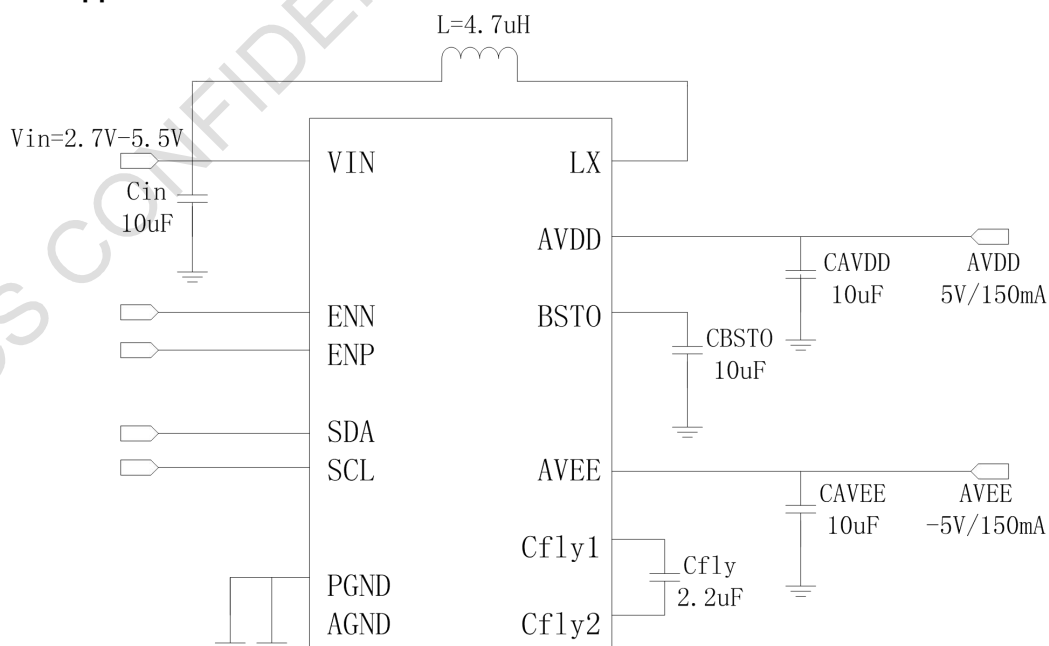 L=4.7uH
Vin=2.7V-5.5V
VIN
LX
Cin
10uF
AVDD
CAVDD
10uF
AVDD
5V/150mA
ENN
BSTO
CBSTO
10uF
ENP
SDA
SCL
AVEE
CAVEE
10uF
AVEE
-5V/150mA
Cfly1
Cfly
2.2uF
PGND
AGND
Cfly2